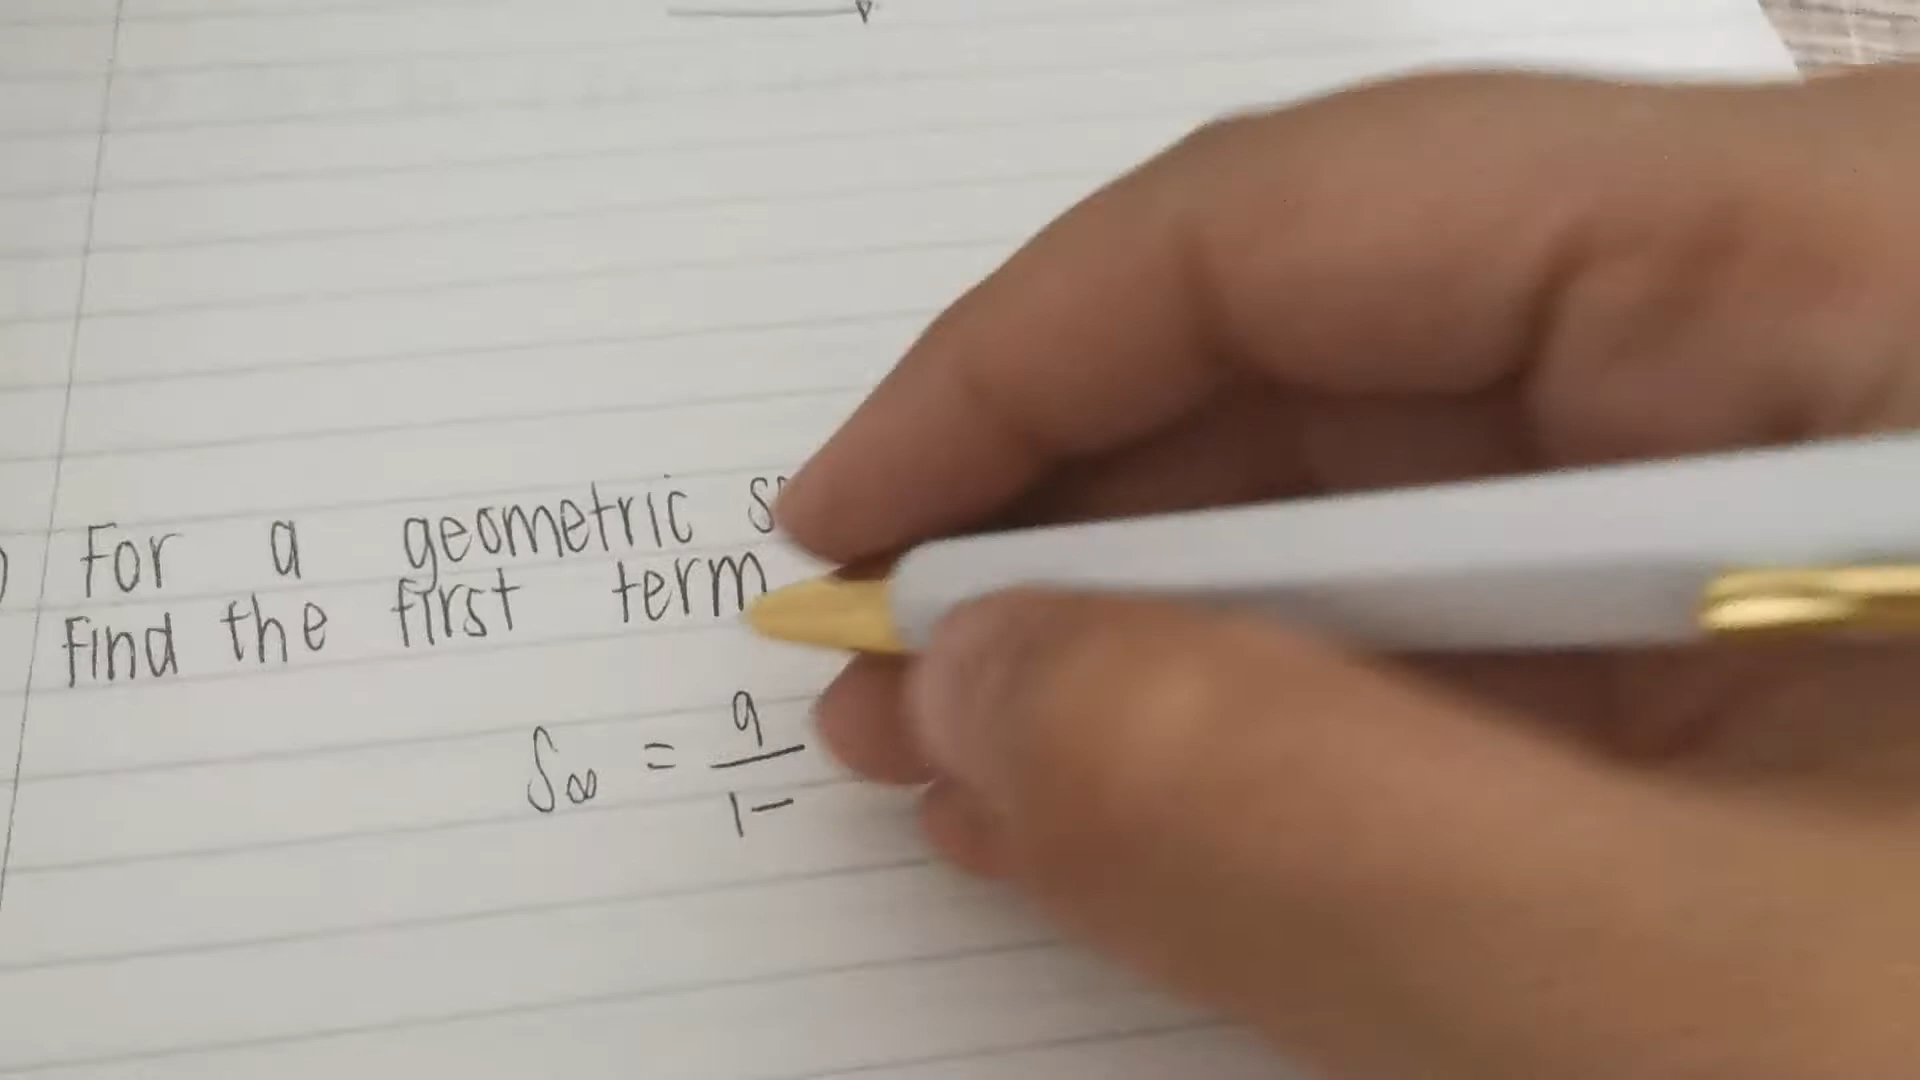 For a geometric
Find the first term
S∞ = a
1-